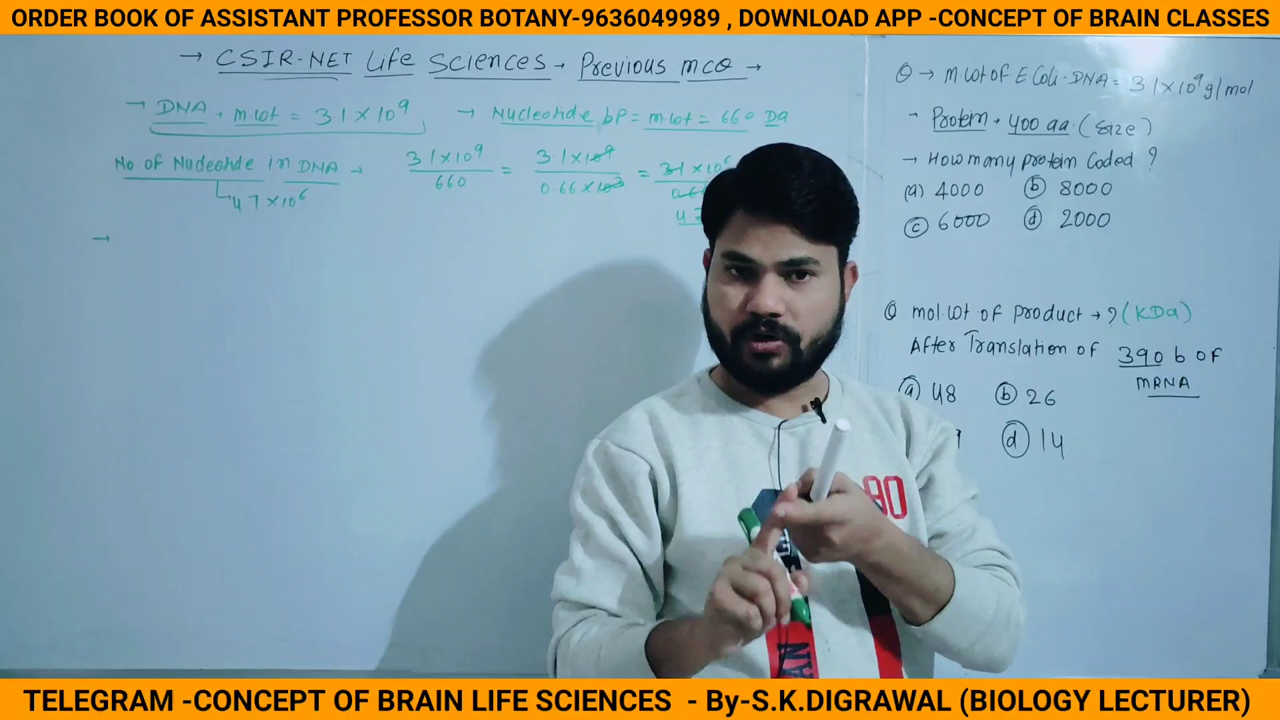 ORDER BOOK OF ASSISTANT PROFESSOR BOTANY-9636049989 , DOWNLOAD APP -CONCEPT OF BRAIN CLASSES
→ CSIR-NET Life Sciences → Previous mcQ →
→ DNA → m.wt = 3.1×10⁹ → Nucleotide bP = m.wt = 660 Da
No of Nucleotide in DNA → 3.1×10⁹ / 660 = 3.1×10⁹ / 0.66×10³ = 3.1×10⁶
4.7×10⁶
→
Q → m.wt of E Coli-DNA = 3.1×10⁹ g/mol
→ Protein → 400 aa. (Size)
→ How many protein Coded ?
(a) 4000 (b) 8000
(c) 6000 (d) 2000
Q mol.wt of product → ? (KDa)
After Translation of 390 b of
mRNA
(a) 48 (b) 26
(d) 14
80
TELEGRAM -CONCEPT OF BRAIN LIFE SCIENCES - By-S.K.DIGRAWAL (BIOLOGY LECTURER)